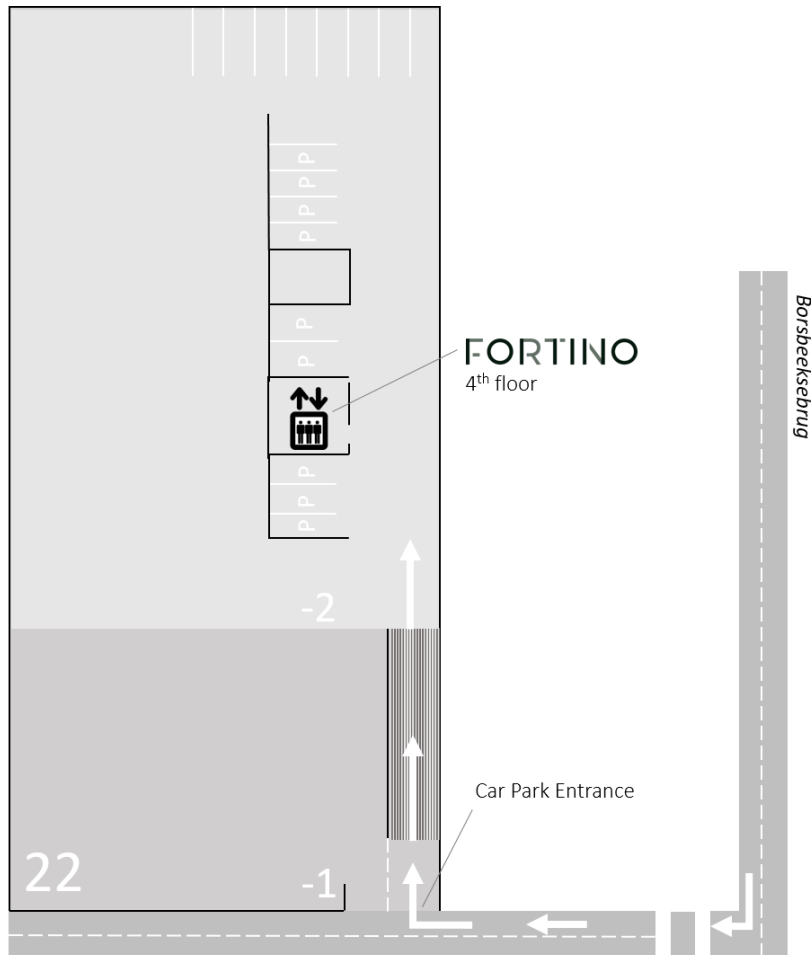 P
P
P
P
P
P
FORTINO
4th floor
Borsbeeksebrug
P
P
P
-2
Car Park Entrance
22
-1